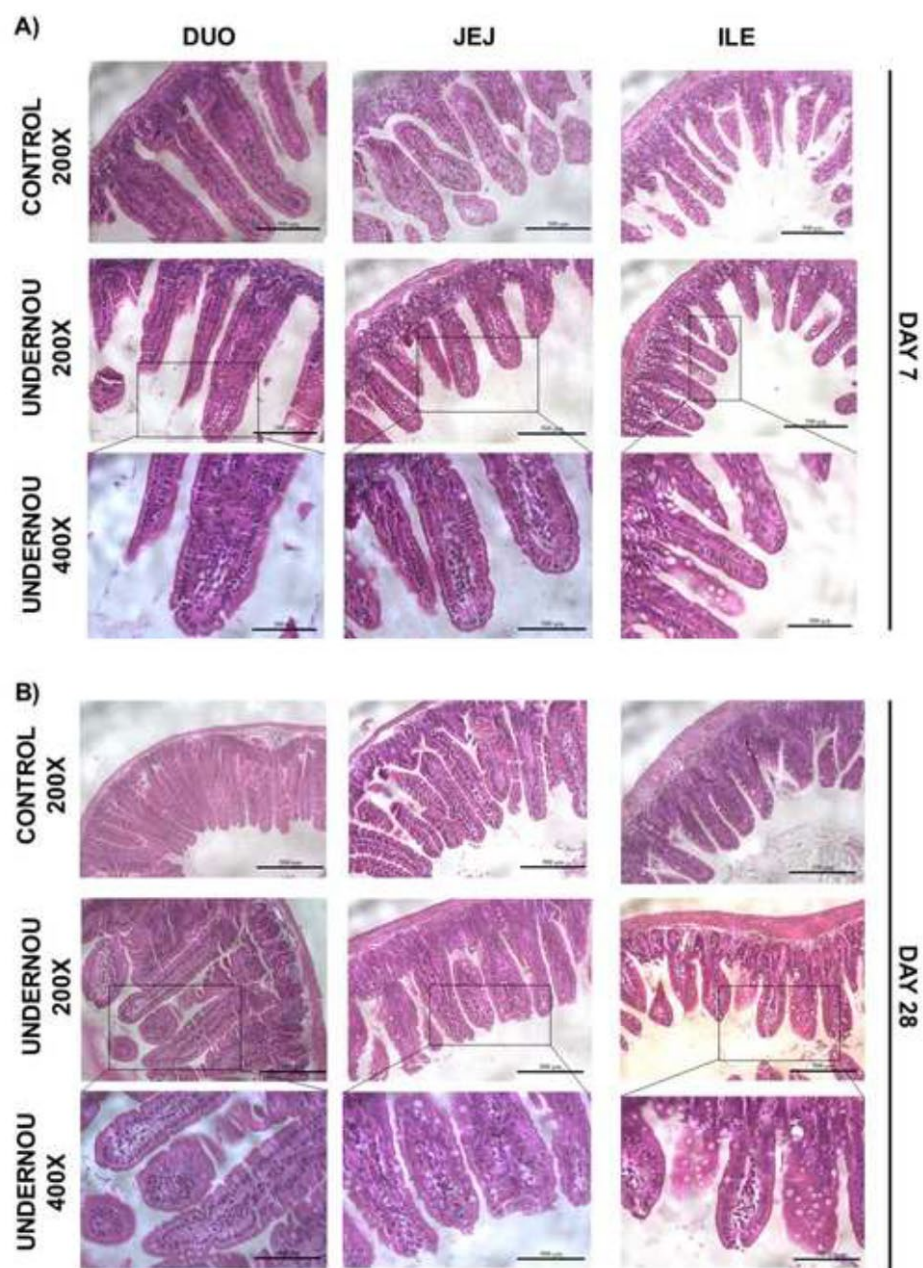 A)
DUO JEJ ILE
CONTROL
200X
UNDERNOU
200X
UNDERNOU
400X
DAY 7
B)
CONTROL
200X
UNDERNOU
200X
UNDERNOU
400X
DAY 28